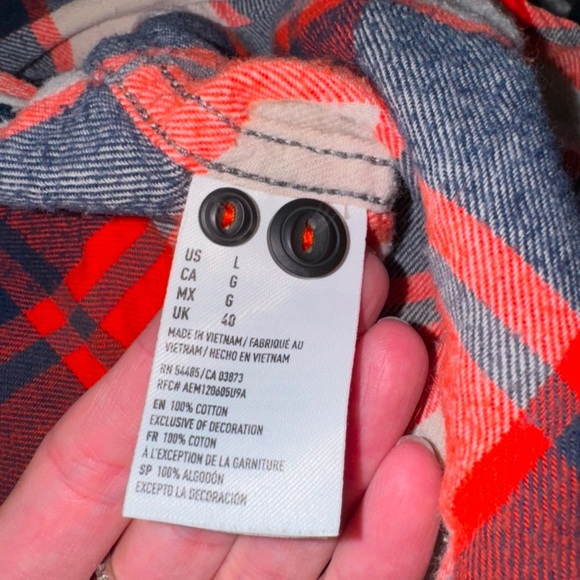 US L
CA G
MX G
UK 40
MADE IN VIETNAM / FABRIQUÉ AU
VIETNAM / HECHO EN VIETNAM
RN 54485 / CA 03873
RFC# AEM120605U9A
EN 100% COTTON
EXCLUSIVE OF DECORATION
FR 100% COTON
À L'EXCEPTION DE LA GARNITURE
SP 100% ALGODÓN
EXCEPTO LA DECORACIÓN